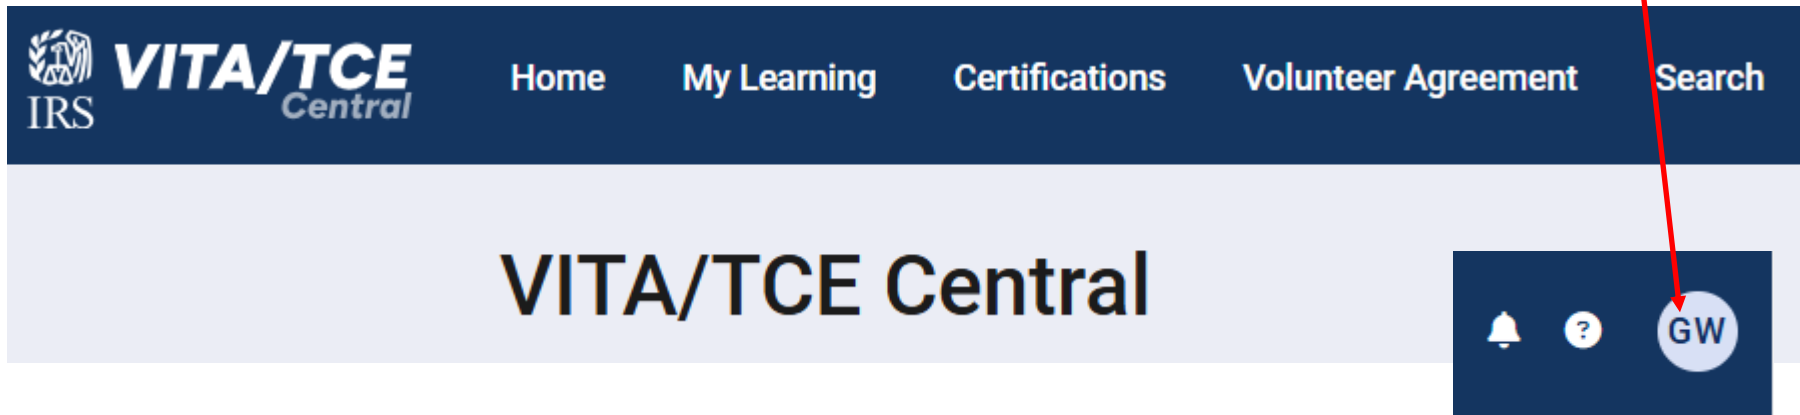 IRS VITA/TCE Central Home My Learning Certifications Volunteer Agreement Search
VITA/TCE Central
? GW